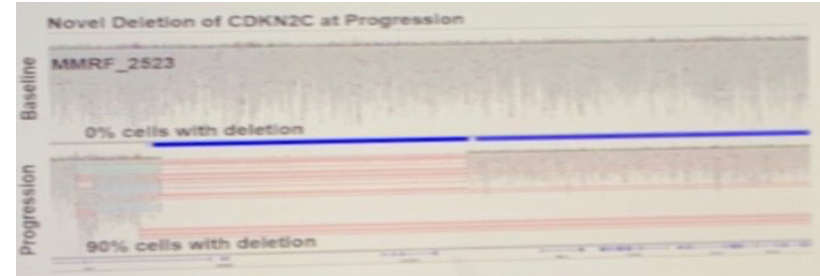 Novel Deletion of CDKN2C at Progression
Baseline
MMRF_2523
0% cells with deletion
Progression
90% cells with deletion